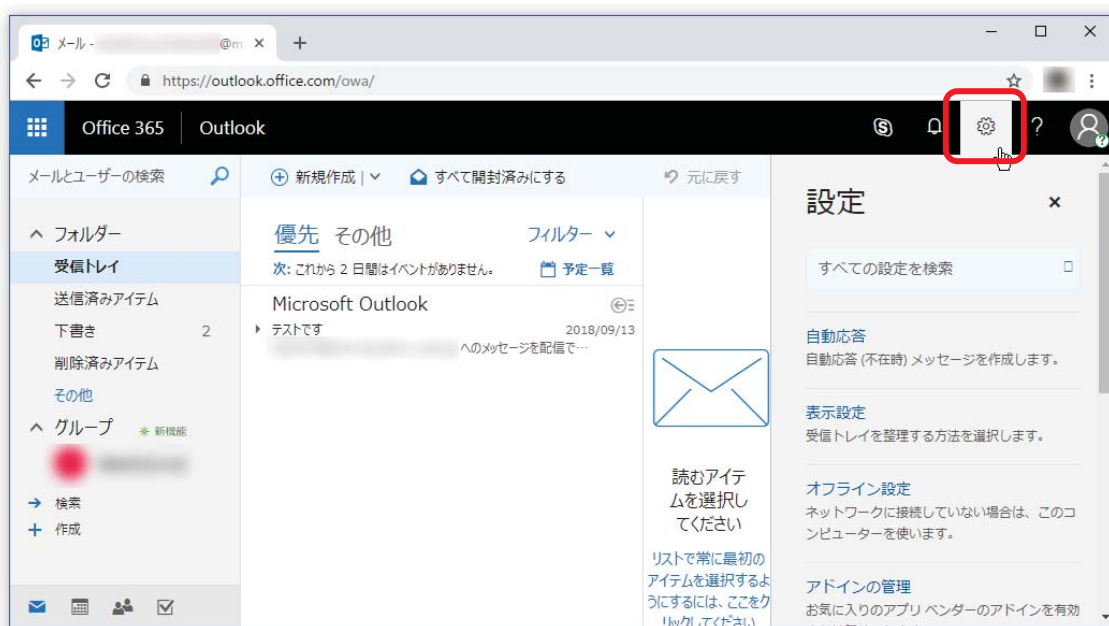 メール -
@m
https://outlook.office.com/owa/
Office 365
Outlook
?
メールとユーザーの検索
新規作成
すべて開封済みにする
元に戻す
フォルダー
受信トレイ
送信済みアイテム
下書き 2
削除済みアイテム
その他
グループ
新機能
検索
作成
優先 その他
フィルター
次: これから 2 日間はイベントがありません。
予定一覧
Microsoft Outlook
テストです
2018/09/13
へのメッセージを配信で…
読むアイテ
ムを選択し
てください
リストで常に最初の
アイテムを選択するよ
うにするには、ここをク
リックしてください
設定
すべての設定を検索
自動応答
自動応答 (不在時) メッセージを作成します。
表示設定
受信トレイを整理する方法を選択します。
オフライン設定
ネットワークに接続していない場合は、このコ
ンピューターを使います。
アドインの管理
お気に入りのアプリ ベンダーのアドインを有効